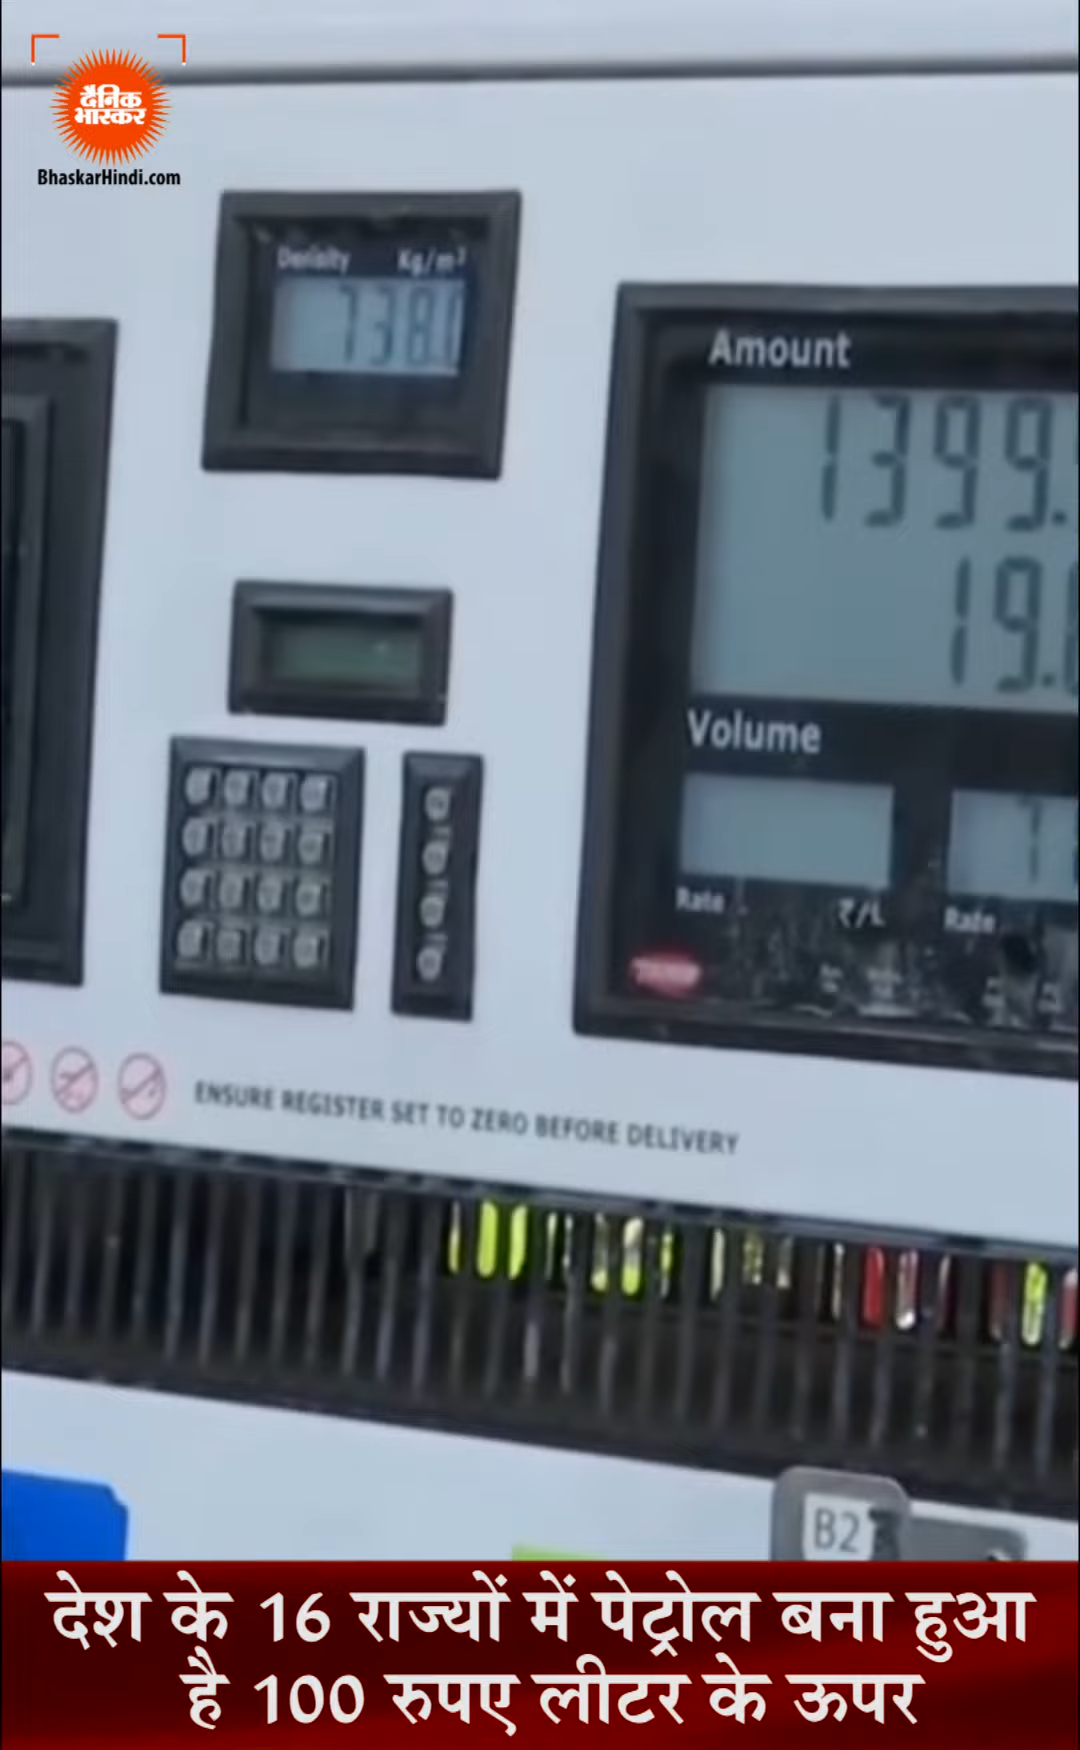 दैनिक
भास्कर
BhaskarHindi.com
Density Kg/m³
738.
Amount
1399.
19.
Volume
Rate ₹/L
Rate
ENSURE REGISTER SET TO ZERO BEFORE DELIVERY
B2
देश के 16 राज्यों में पेट्रोल बना हुआ
है 100 रुपए लीटर के ऊपर